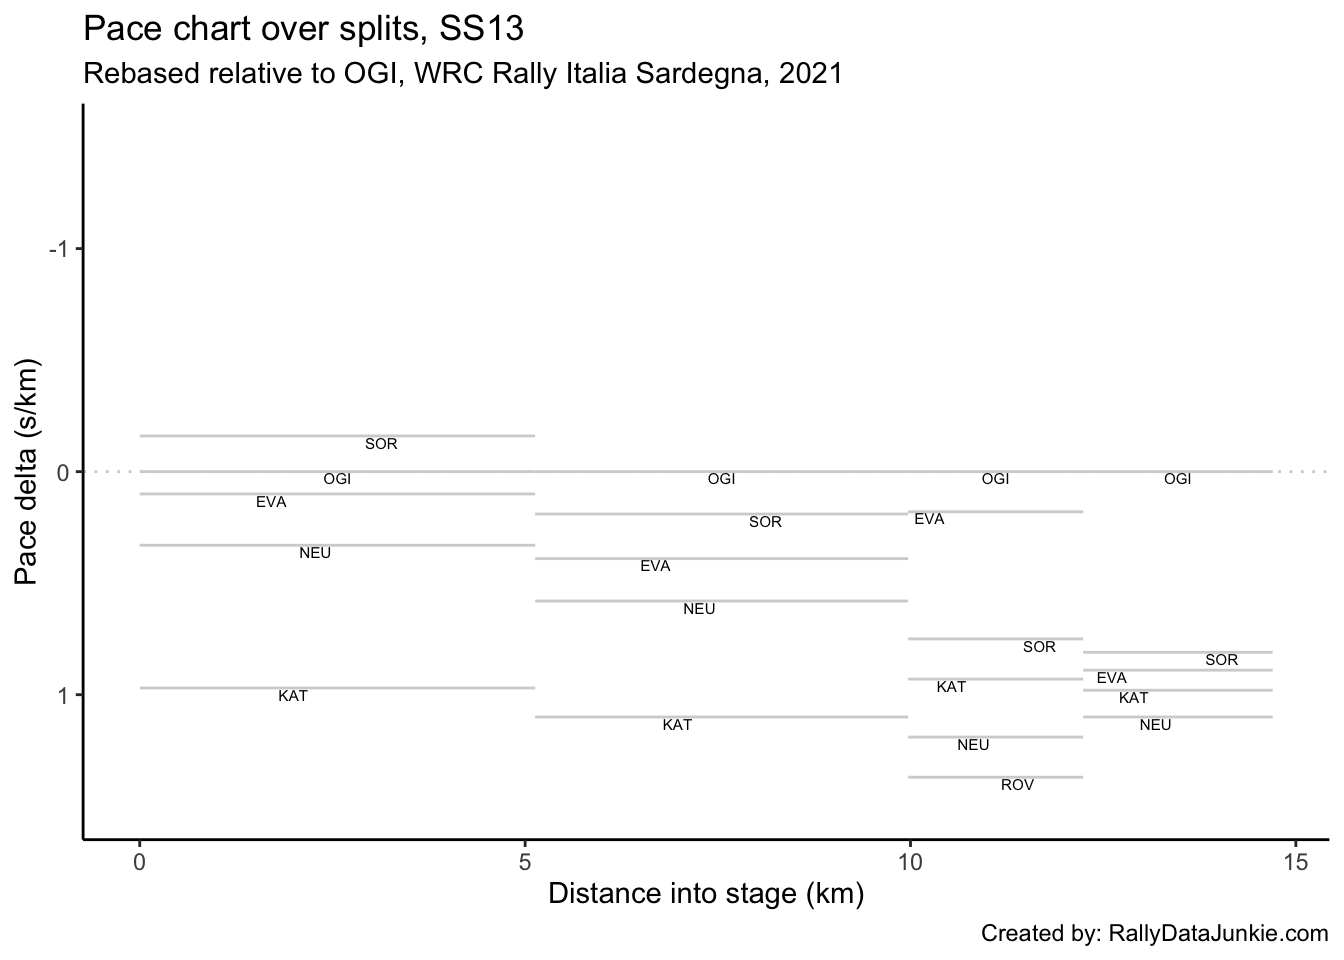 Pace chart over splits, SS13
Rebased relative to OGI, WRC Rally Italia Sardegna, 2021
Pace delta (s/km)
-1
0
1
SOR
OGI
EVA
NEU
KAT
OGI
SOR
EVA
NEU
KAT
OGI
EVA
SOR
KAT
NEU
ROV
OGI
SOR
EVA
KAT
NEU
0 5 10 15
Distance into stage (km)
Created by: RallyDataJunkie.com